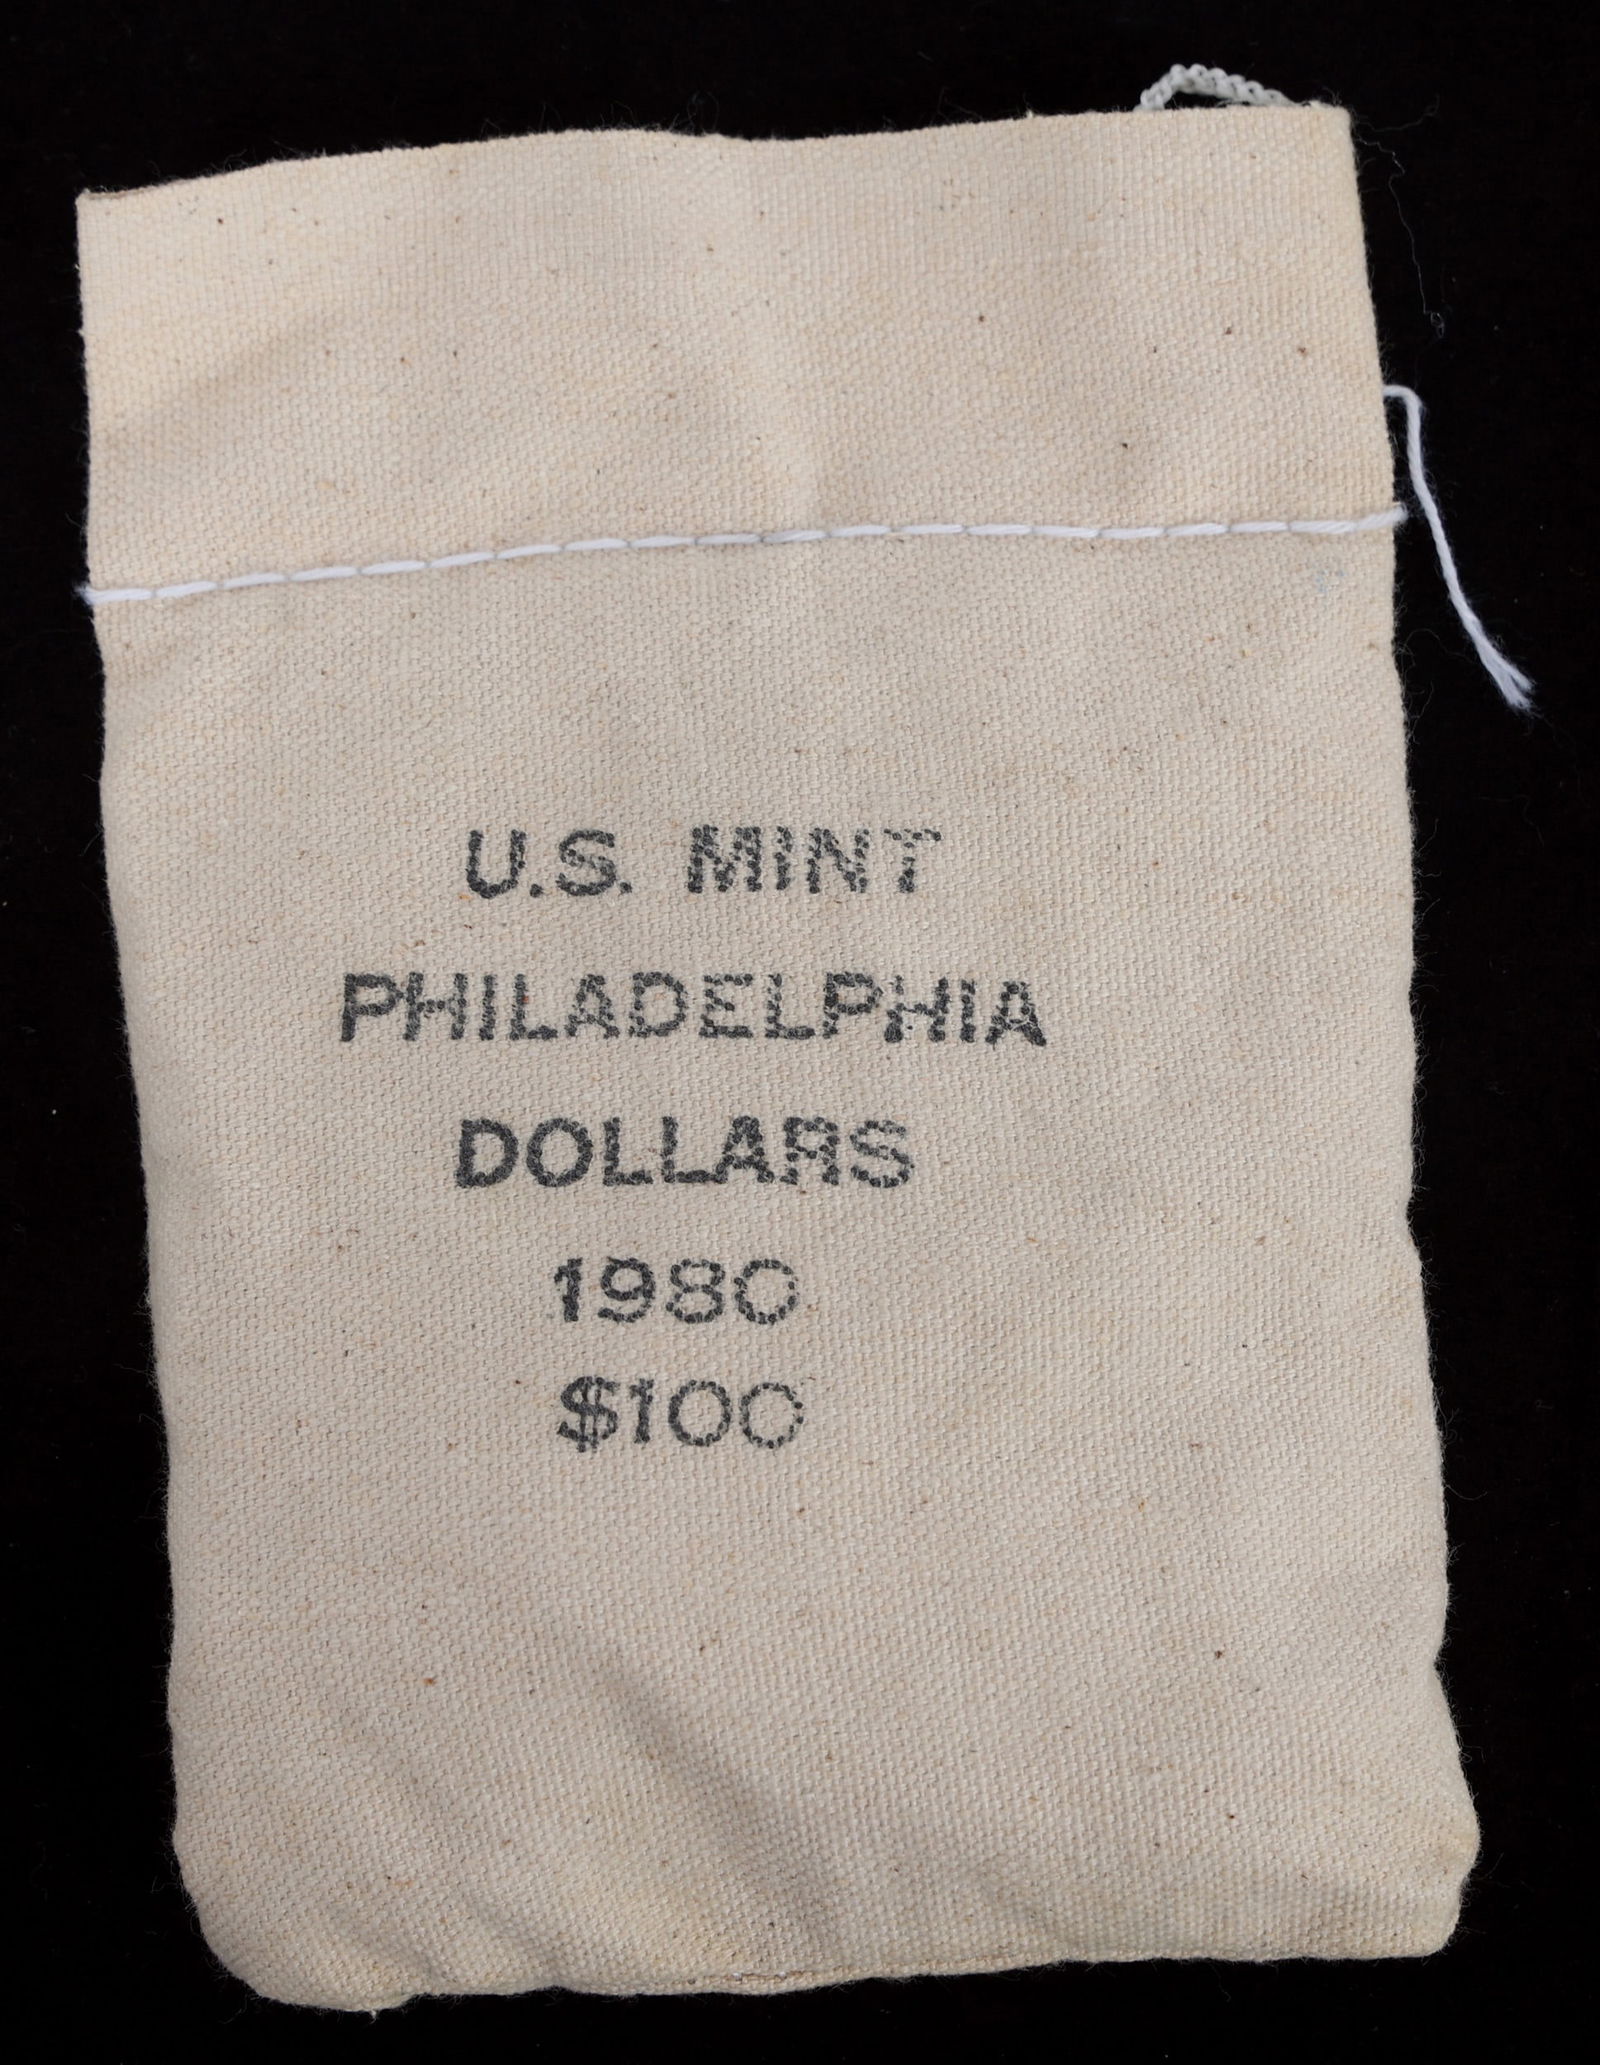 U.S. MINT
PHILADELPHIA
DOLLARS
1980
$100